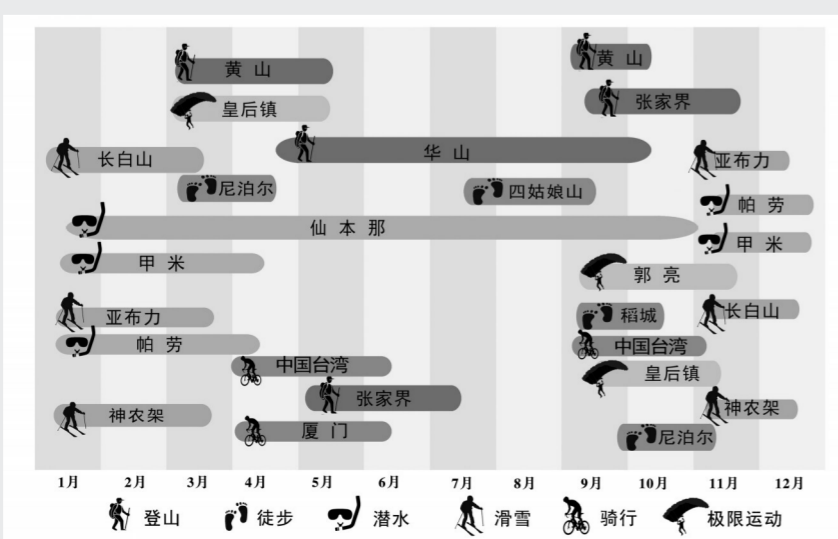 黄山
黄山
张家界
皇后镇
华山
长白山
亚布力
尼泊尔
四姑娘山
帕劳
仙本那
甲米
甲米
郭亮
亚布力
稻城
长白山
帕劳
中国台湾
中国台湾
皇后镇
张家界
神农架
神农架
厦门
尼泊尔
1月 2月 3月 4月 5月 6月 7月 8月 9月 10月 11月 12月
登山 徒步 潜水 滑雪 骑行 极限运动